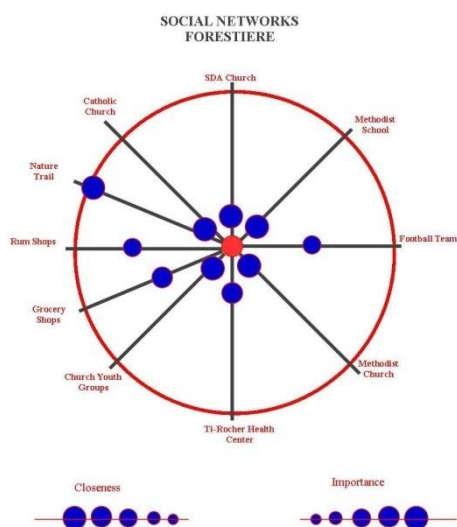 SOCIAL NETWORKS
FORESTIERE
SDA Church
Catholic
Church
Methodist
School
Nature
Trail
Rum Shops
Football Team
Grocery
Shops
Church Youth
Groups
Methodist
Church
Ti-Rocher Health
Center
Closeness
Importance